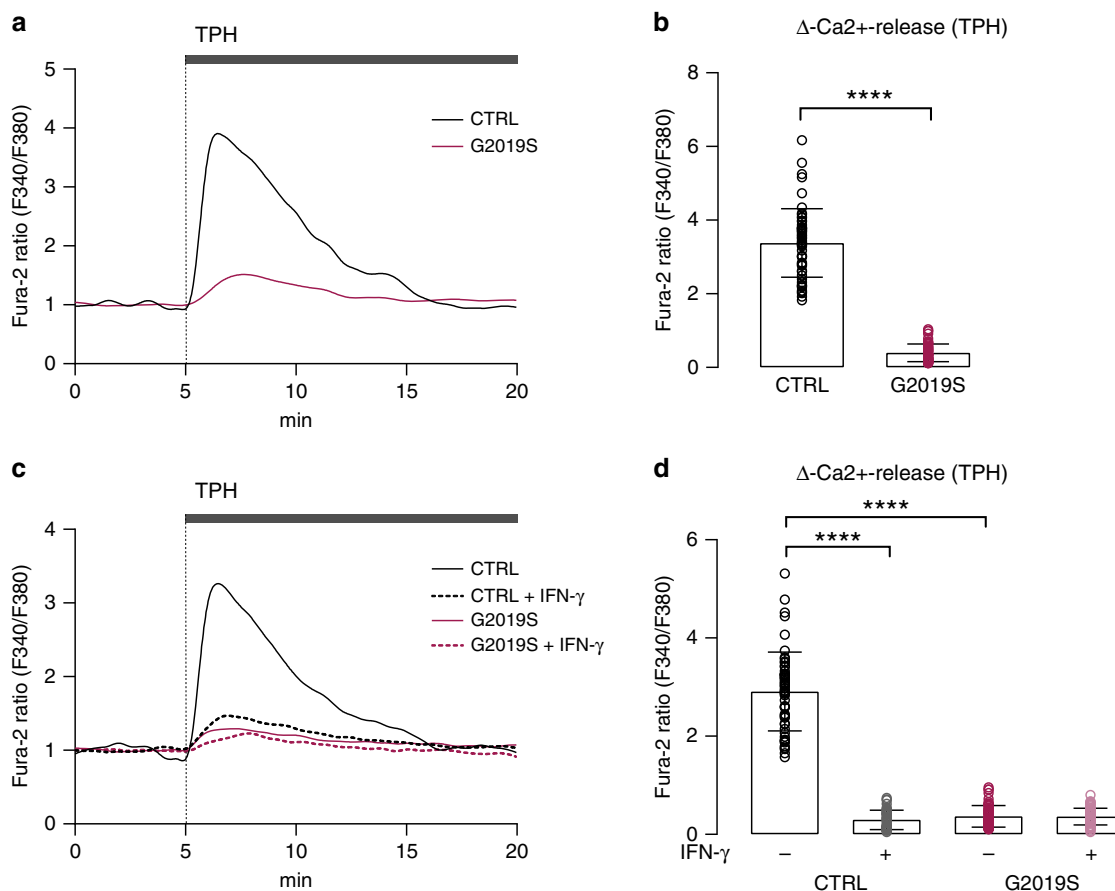 a
TPH
Fura-2 ratio (F340/F380)
5
4
3
2
1
0
CTRL
G2019S
0 5 10 15 20
min
b
Δ-Ca2+-release (TPH)
Fura-2 ratio (F340/F380)
8
6
4
2
0
****
CTRL G2019S
c
TPH
Fura-2 ratio (F340/F380)
4
3
2
1
0
CTRL
CTRL + IFN-γ
G2019S
G2019S + IFN-γ
0 5 10 15 20
min
d
Δ-Ca2+-release (TPH)
Fura-2 ratio (F340/F380)
6
4
2
0
****
****
IFN-γ – + – +
CTRL G2019S